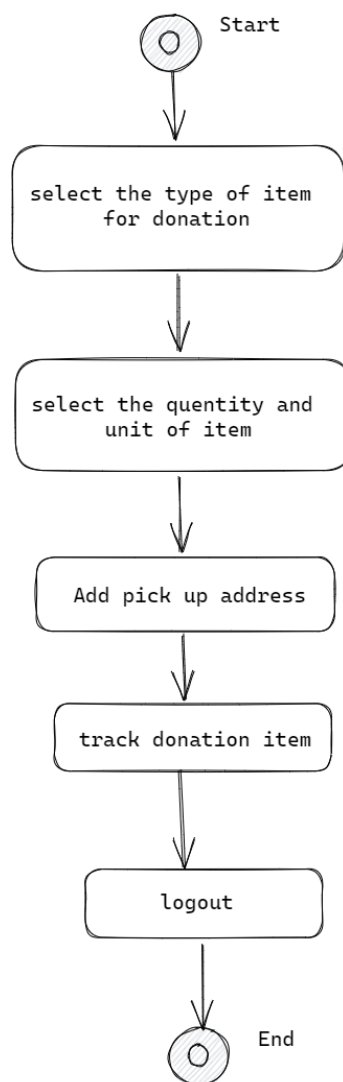 Start
select the type of item
for donation
select the quentity and
unit of item
Add pick up address
track donation item
logout
End